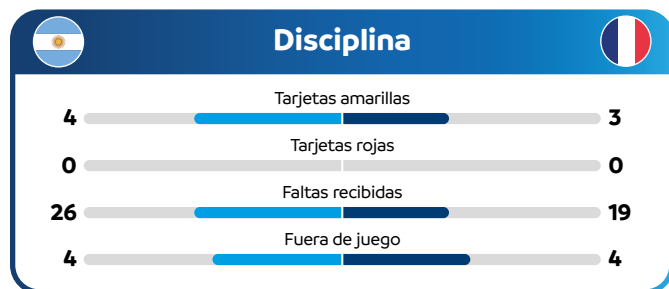 Disciplina
Tarjetas amarillas
4 3
Tarjetas rojas
0 0
Faltas recibidas
26 19
Fuera de juego
4 4